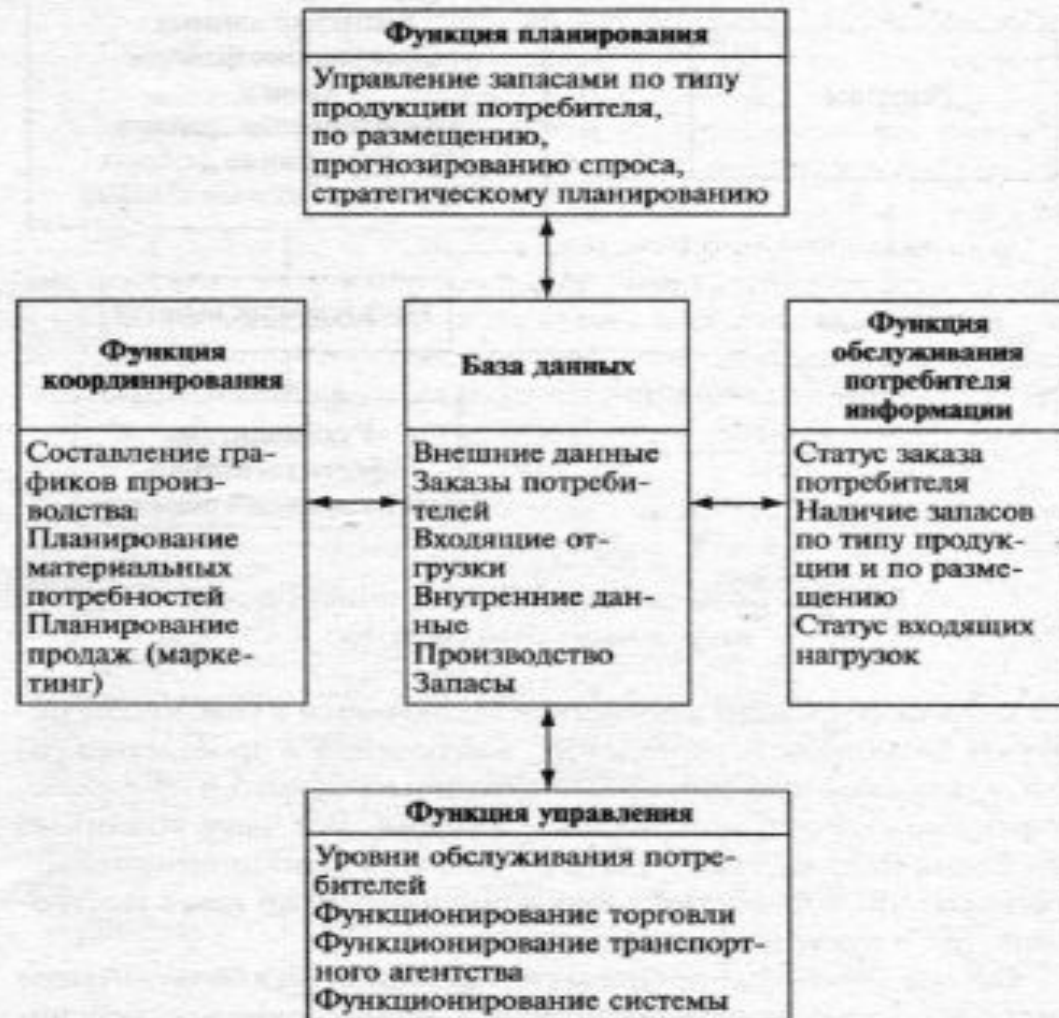 Функция планирования
Управление запасами по типу
продукции потребителя,
по размещению,
прогнозированию спроса,
стратегическому планированию
Функция
координирования
Составление гра-
фиков произ-
водства
Планирование
материальных
потребностей
Планирование
продаж (марке-
тинг)
База данных
Внешние данные
Заказы потреби-
телей
Входящие от-
грузки
Внутренние дан-
ные
Производство
Запасы
Функция
обслуживания
потребителя
информации
Статус заказа
потребителя
Наличие запасов
по типу продук-
ции и по разме-
щению
Статус входящих
нагрузок
Функция управления
Уровни обслуживания потре-
бителей
Функционирование торговли
Функционирование транспорт-
ного агентства
Функционирование системы